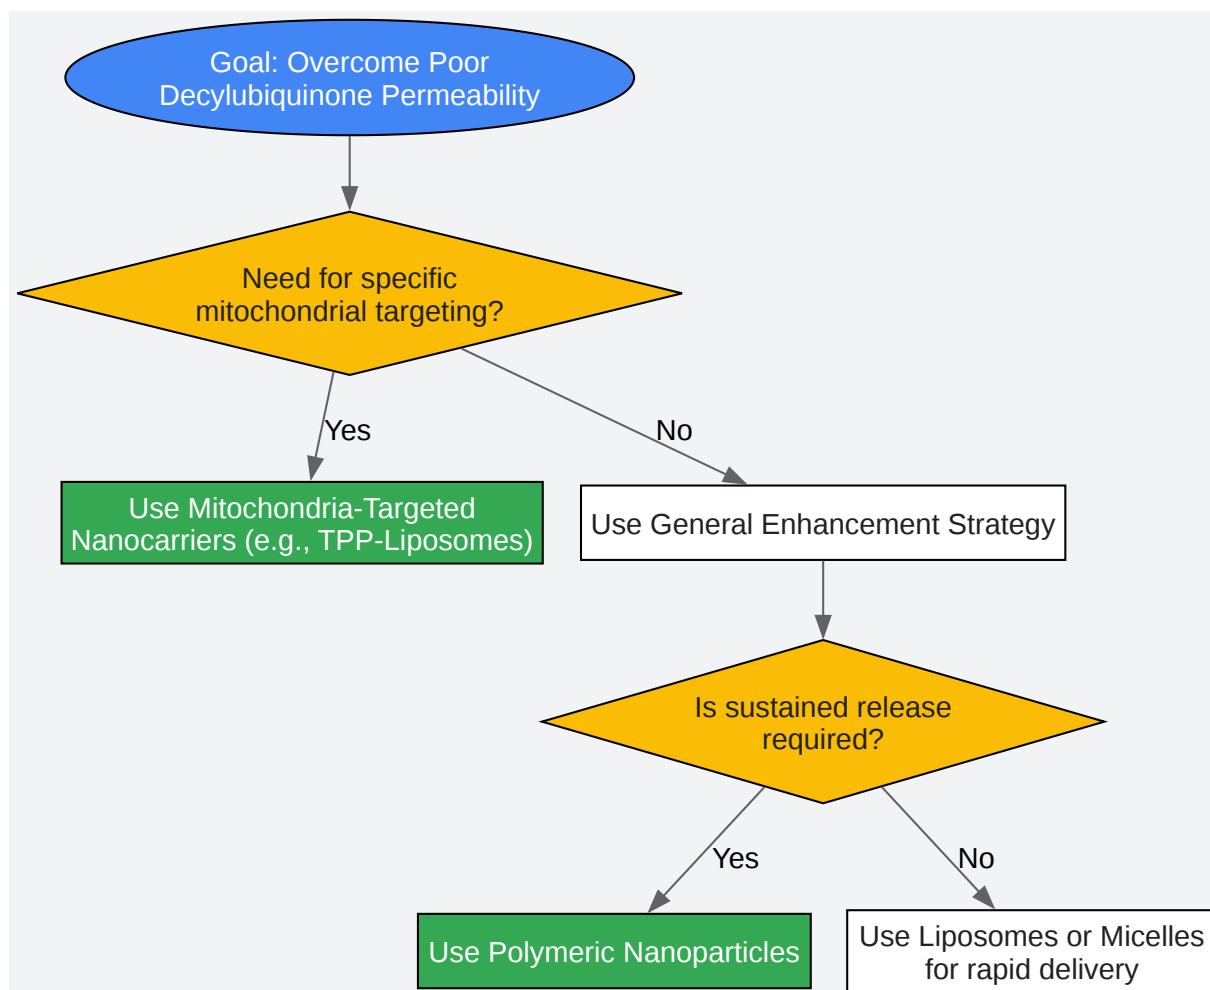 Goal: Overcome Poor
Decylubiquinone Permeability
Need for specific
mitochondrial targeting?
Yes
No
Use Mitochondria-Targeted
Nanocarriers (e.g., TPP-Liposomes)
Use General Enhancement Strategy
Is sustained release
required?
Yes
No
Use Polymeric Nanoparticles
Use Liposomes or Micelles
for rapid delivery